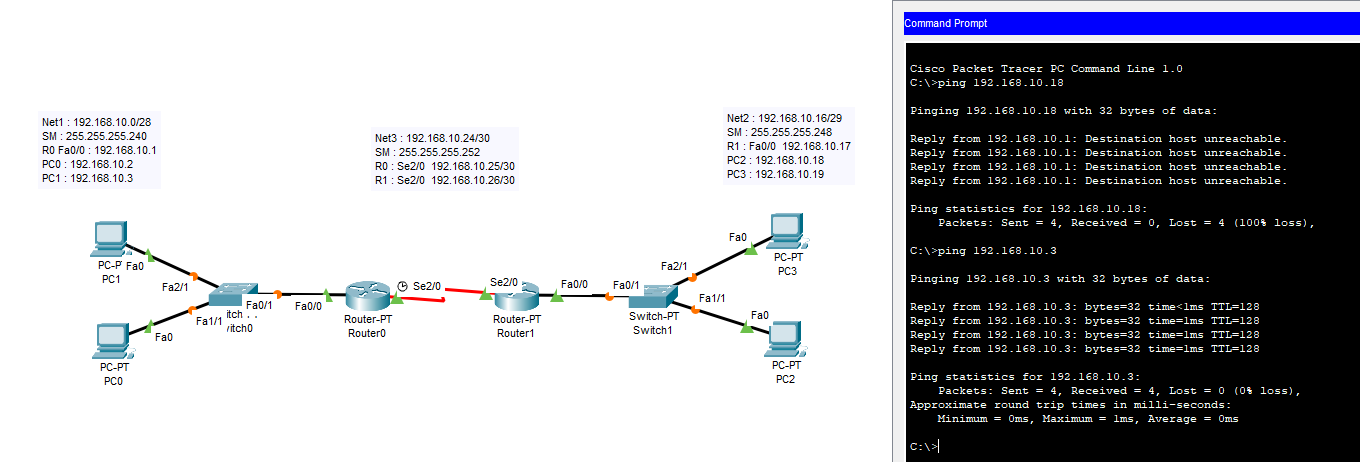 Net1 : 192.168.10.0/28
SM : 255.255.255.240
R0 Fa0/0 : 192.168.10.1
PC0 : 192.168.10.2
PC1 : 192.168.10.3
Net3 : 192.168.10.24/30
SM : 255.255.255.252
R0 : Se2/0 192.168.10.25/30
R1 : Se2/0 192.168.10.26/30
Net2 : 192.168.10.16/29
SM : 255.255.255.248
R1 : Fa0/0 192.168.10.17
PC2 : 192.168.10.18
PC3 : 192.168.10.19
PC-P Fa0
PC1
Fa2/1
Fa0/1
Fa1/1
itch0
Fa0
PC-PT
PC0
Fa0/0
Router-PT
Router0
Se2/0
Se2/0
Router-PT
Router1
Fa0/0
Fa0/1
Switch-PT
Switch1
Fa2/1
Fa1/1
Fa0
PC-PT
PC3
Fa0
PC-PT
PC2
Command Prompt
Cisco Packet Tracer PC Command Line 1.0
C:\>ping 192.168.10.18
Pinging 192.168.10.18 with 32 bytes of data:
Reply from 192.168.10.1: Destination host unreachable.
Reply from 192.168.10.1: Destination host unreachable.
Reply from 192.168.10.1: Destination host unreachable.
Reply from 192.168.10.1: Destination host unreachable.
Ping statistics for 192.168.10.18:
Packets: Sent = 4, Received = 0, Lost = 4 (100% loss),
C:\>ping 192.168.10.3
Pinging 192.168.10.3 with 32 bytes of data:
Reply from 192.168.10.3: bytes=32 time<1ms TTL=128
Reply from 192.168.10.3: bytes=32 time=1ms TTL=128
Reply from 192.168.10.3: bytes=32 time=1ms TTL=128
Reply from 192.168.10.3: bytes=32 time=1ms TTL=128
Ping statistics for 192.168.10.3:
Packets: Sent = 4, Received = 4, Lost = 0 (0% loss),
Approximate round trip times in milli-seconds:
Minimum = 0ms, Maximum = 1ms, Average = 0ms
C:\>